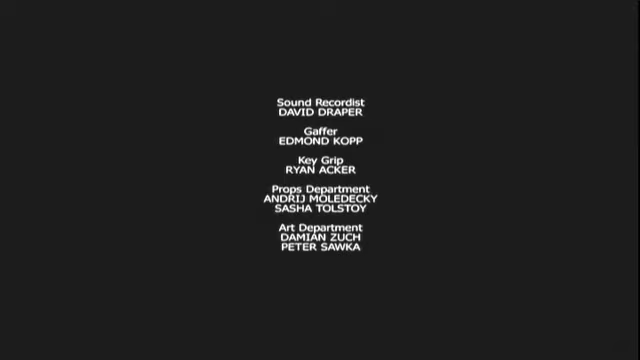 Sound Recordist
DAVID DRAPER
Gaffer
EDMOND KOPP
Key Grip
RYAN ACKER
Props Department
ANDRIJ MOLEDECKY
SASHA TOLSTOY
Art Department
DAMIAN ZUCH
PETER SAWKA